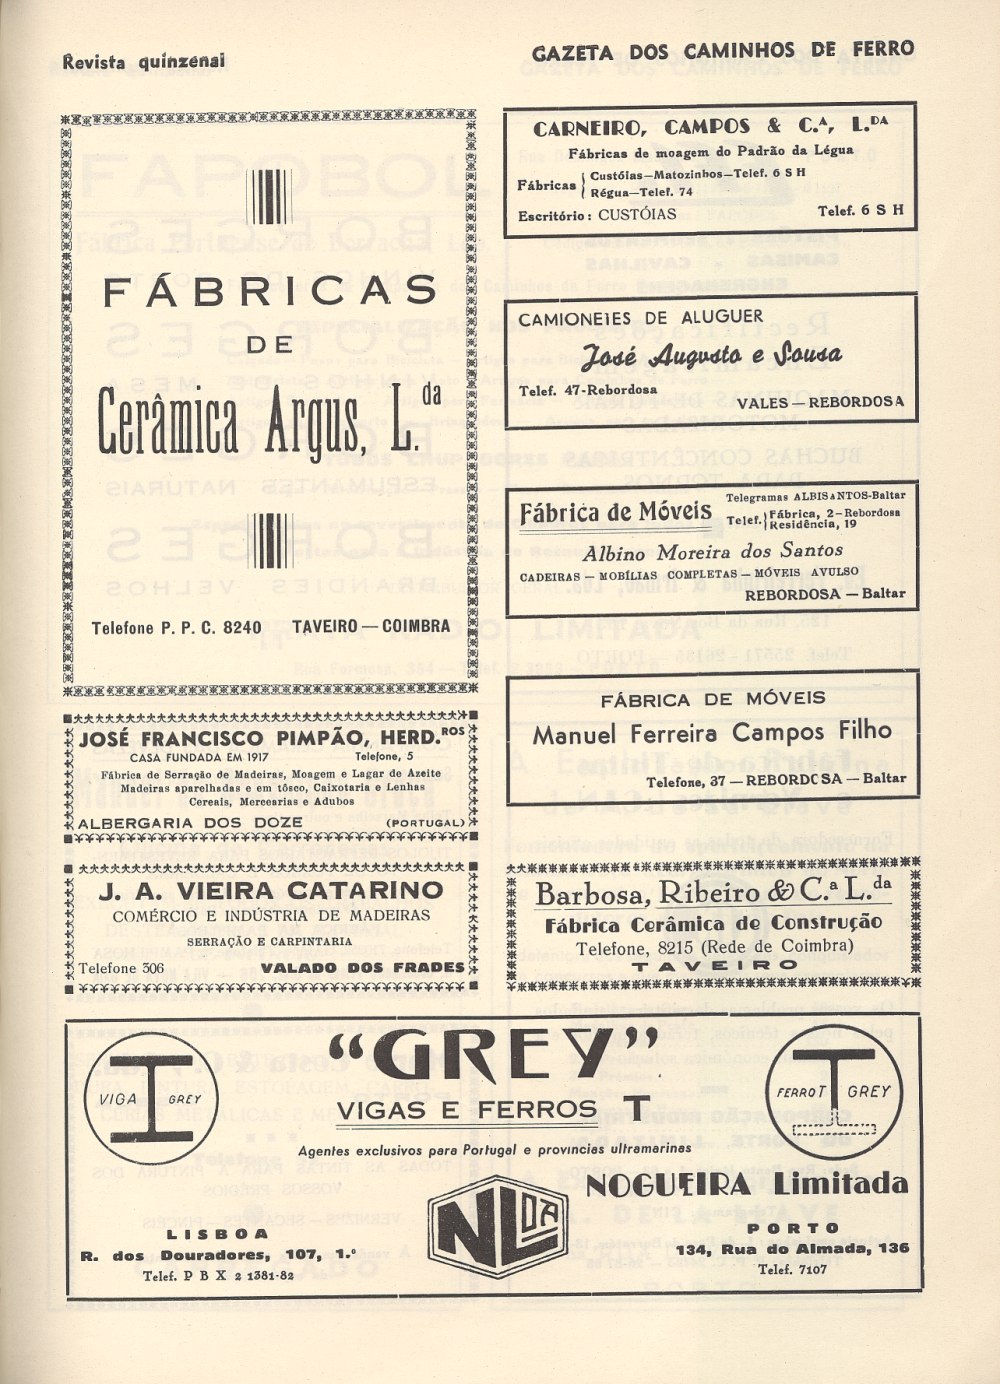 Revista quinzenal
GAZETA DOS CAMINHOS DE FERRO
FÁBRICAS
DE
Cerâmica Argus, L.da
Telefone P. P. C. 8240 TAVEIRO — COIMBRA
JOSÉ FRANCISCO PIMPÃO, HERD.ROS
CASA FUNDADA EM 1917 Telefone, 5
Fábrica de Serração de Madeiras, Moagem e Lagar de Azeite
Madeiras aparelhadas e em tôsco, Caixotaria e Lenhas
Cereais, Mercearias e Adubos
ALBERGARIA DOS DOZE (PORTUGAL)
J. A. VIEIRA CATARINO
COMÉRCIO E INDÚSTRIA DE MADEIRAS
SERRAÇÃO E CARPINTARIA
Telefone 306 VALADO DOS FRADES
CARNEIRO, CAMPOS & C.A, L.DA
Fábricas de moagem do Padrão da Légua
Fábricas { Custóias—Matozinhos—Telef. 6 S H
Régua—Telef. 74
Escritório: CUSTÓIAS Telef. 6 S H
CAMIONETES DE ALUGUER
José Augusto e Sousa
Telef. 47-Rebordosa
VALES — REBORDOSA
Fábrica de Móveis
Telegramas ALBISANTOS-Baltar
Telef. { Fábrica, 2 - Rebordosa
Residência, 19
Albino Moreira dos Santos
CADEIRAS — MOBÍLIAS COMPLETAS — MÓVEIS AVULSO
REBORDOSA — Baltar
FÁBRICA DE MÓVEIS
Manuel Ferreira Campos Filho
Telefone, 37 — REBORDOSA — Baltar
Barbosa, Ribeiro & C.a L.da
Fábrica Cerâmica de Construção
Telefone, 8215 (Rede de Coimbra)
TAVEIRO
VIGA GREY
"GREY"
VIGAS E FERROS T
Agentes exclusivos para Portugal e províncias ultramarinas
FERRO T GREY
NLDA
NOGUEIRA Limitada
LISBOA
R. dos Douradores, 107, 1.º
Telef. P B X 2 1381-82
PORTO
134, Rua do Almada, 136
Telef. 7107